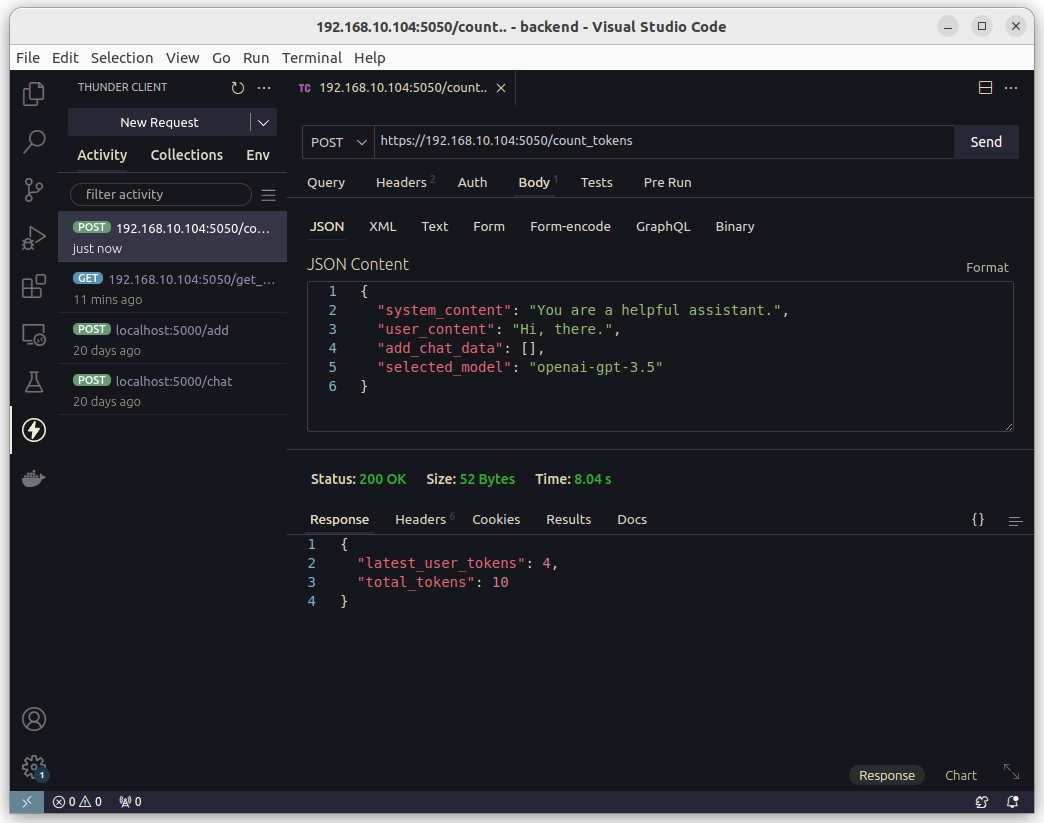 192.168.10.104:5050/count.. - backend - Visual Studio Code
File Edit Selection View Go Run Terminal Help
THUNDER CLIENT
New Request
Activity Collections Env
filter activity
POST 192.168.10.104:5050/co...
just now
GET 192.168.10.104:5050/get_...
11 mins ago
POST localhost:5000/add
20 days ago
POST localhost:5000/chat
20 days ago
TC 192.168.10.104:5050/count..
POST https://192.168.10.104:5050/count_tokens Send
Query Headers 2 Auth Body 1 Tests Pre Run
JSON XML Text Form Form-encode GraphQL Binary
JSON Content
Format
1 {
2 "system_content": "You are a helpful assistant.",
3 "user_content": "Hi, there.",
4 "add_chat_data": [],
5 "selected_model": "openai-gpt-3.5"
6 }
Status: 200 OK Size: 52 Bytes Time: 8.04 s
Response Headers 6 Cookies Results Docs {}
1 {
2 "latest_user_tokens": 4,
3 "total_tokens": 10
4 }
Response Chart
1
0 0 0